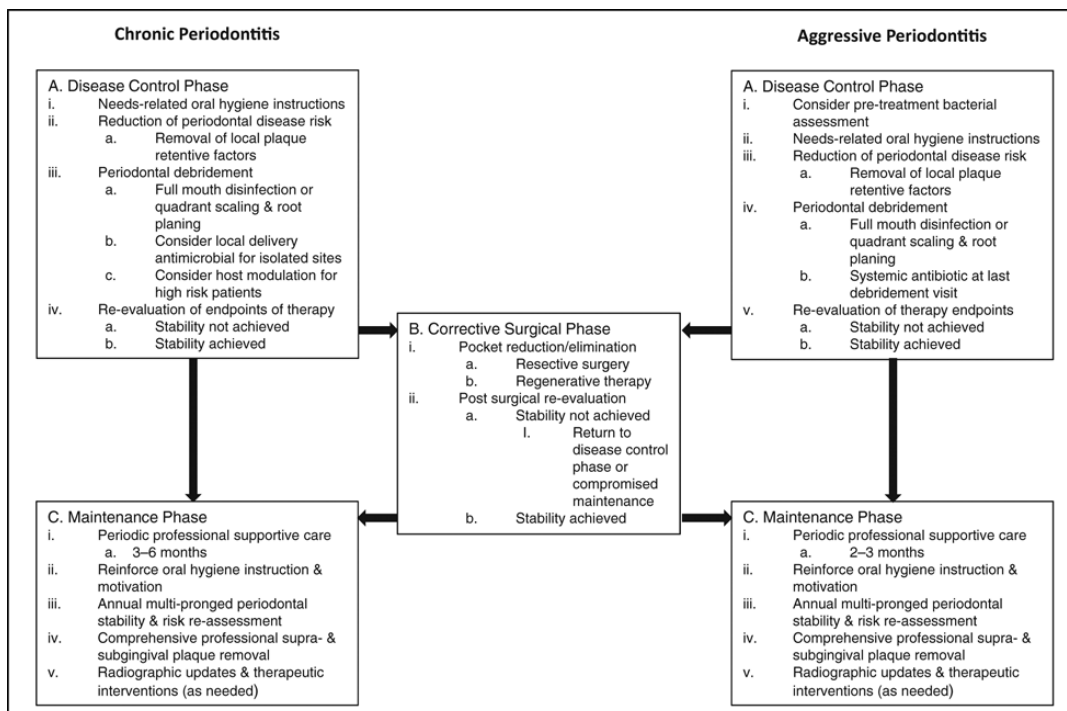 Chronic Periodontitis
A. Disease Control Phase
i. Needs-related oral hygiene instructions
ii. Reduction of periodontal disease risk
a. Removal of local plaque
retentive factors
iii. Periodontal debridement
a. Full mouth disinfection or
quadrant scaling & root
planing
b. Consider local delivery
antimicrobial for isolated sites
c. Consider host modulation for
high risk patients
iv. Re-evaluation of endpoints of therapy
a. Stability not achieved
b. Stability achieved
Aggressive Periodontitis
A. Disease Control Phase
i. Consider pre-treatment bacterial
assessment
ii. Needs-related oral hygiene instructions
iii. Reduction of periodontal disease risk
a. Removal of local plaque
retentive factors
iv. Periodontal debridement
a. Full mouth disinfection or
quadrant scaling & root
planing
b. Systemic antibiotic at last
debridement visit
v. Re-evaluation of therapy endpoints
a. Stability not achieved
b. Stability achieved
B. Corrective Surgical Phase
i. Pocket reduction/elimination
a. Resective surgery
b. Regenerative therapy
ii. Post surgical re-evaluation
a. Stability not achieved
I. Return to
disease control
phase or
compromised
maintenance
b. Stability achieved
C. Maintenance Phase
i. Periodic professional supportive care
a. 3–6 months
ii. Reinforce oral hygiene instruction &
motivation
iii. Annual multi-pronged periodontal
stability & risk re-assessment
iv. Comprehensive professional supra- &
subgingival plaque removal
v. Radiographic updates & therapeutic
interventions (as needed)
C. Maintenance Phase
i. Periodic professional supportive care
a. 2–3 months
ii. Reinforce oral hygiene instruction &
motivation
iii. Annual multi-pronged periodontal
stability & risk re-assessment
iv. Comprehensive professional supra- &
subgingival plaque removal
v. Radiographic updates & therapeutic
interventions (as needed)